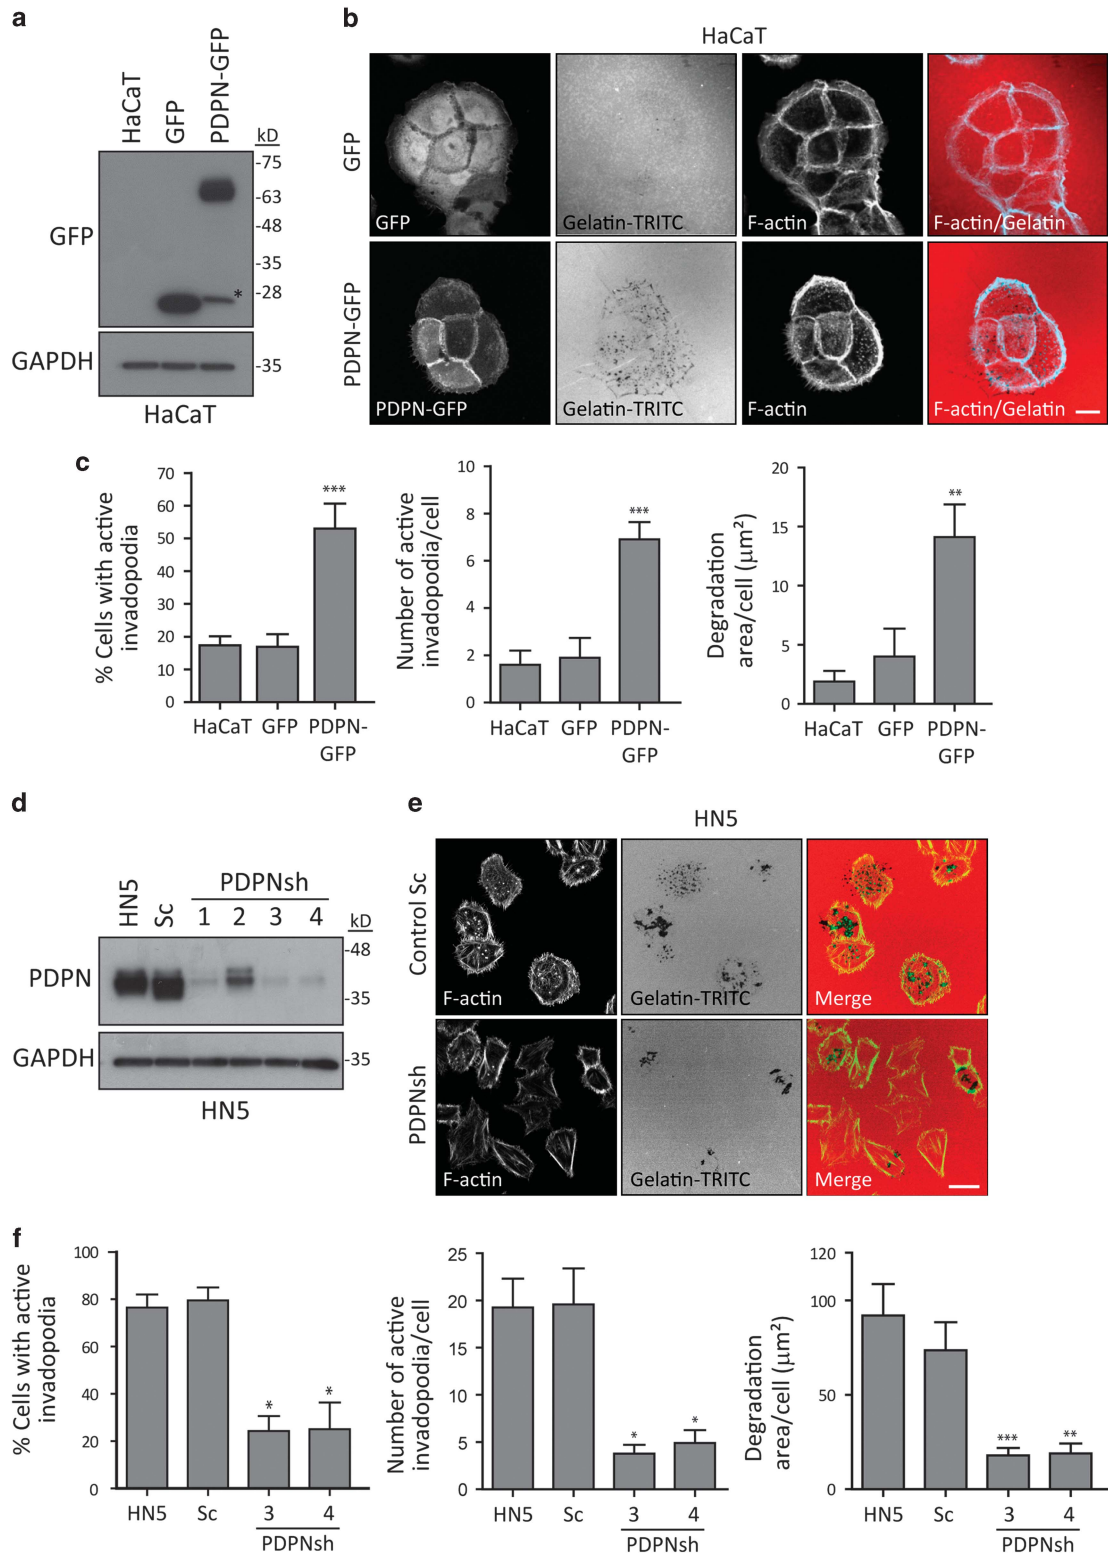 a
HaCaT
GFP
PDPN-GFP
kD
-75
-63
-48
-35
-28
*
GFP
GAPDH
-35
HaCaT
b
HaCaT
GFP
GFP
Gelatin-TRITC
F-actin
F-actin/Gelatin
PDPN-GFP
PDPN-GFP
Gelatin-TRITC
F-actin
F-actin/Gelatin
c
% Cells with active
invadopodia
70
60
50
40
30
20
10
0
***
HaCaT
GFP
PDPN-
GFP
Number of active
invadopodia/cell
10
8
6
4
2
0
***
HaCaT
GFP
PDPN-
GFP
Degradation
area/cell (µm²)
20
15
10
5
0
**
HaCaT
GFP
PDPN-
GFP
d
HN5
Sc
PDPNsh
1 2 3 4
kD
-48
PDPN
-35
GAPDH
-35
HN5
e
HN5
Control Sc
F-actin
Gelatin-TRITC
Merge
PDPNsh
F-actin
Gelatin-TRITC
Merge
f
% Cells with active
invadopodia
100
80
60
40
20
0
*
*
HN5
Sc
3
4
PDPNsh
Number of active
invadopodia/cell
25
20
15
10
5
0
*
*
HN5
Sc
3
4
PDPNsh
Degradation
area/cell (µm²)
120
100
50
0
***
**
HN5
Sc
3
4
PDPNsh